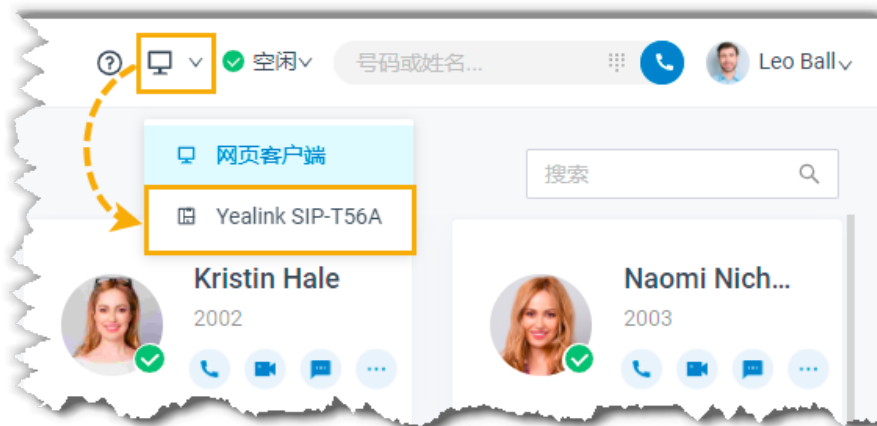 空闲
号码或姓名...
Leo Ball
网页客户端
搜索
Yealink SIP-T56A
Kristin Hale
Naomi Nich...
2002
2003